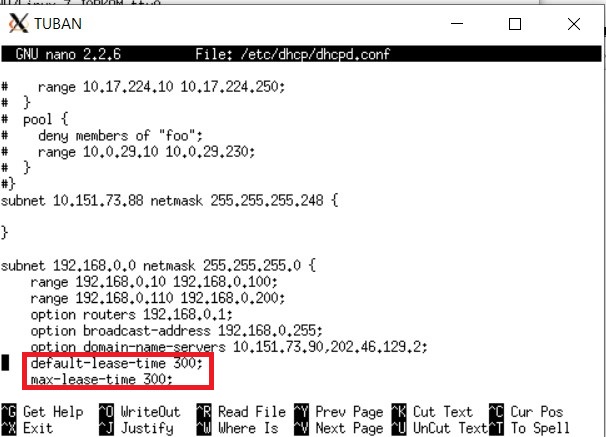 TUBAN
GNU nano 2.2.6 File: /etc/dhcp/dhcpd.conf
# range 10.17.224.10 10.17.224.250;
# }
# pool {
# deny members of "foo";
# range 10.0.29.10 10.0.29.230;
# }
#}
subnet 10.151.73.88 netmask 255.255.255.248 {
}
subnet 192.168.0.0 netmask 255.255.255.0 {
range 192.168.0.10 192.168.0.100;
range 192.168.0.110 192.168.0.200;
option routers 192.168.0.1;
option broadcast-address 192.168.0.255;
option domain-name-servers 10.151.73.90,202.46.129.2;
default-lease-time 300;
max-lease-time 300;
^G Get Help ^O WriteOut ^R Read File ^Y Prev Page ^K Cut Text ^C Cur Pos
^X Exit ^J Justify ^W Where Is ^V Next Page ^U UnCut Text ^T To Spell